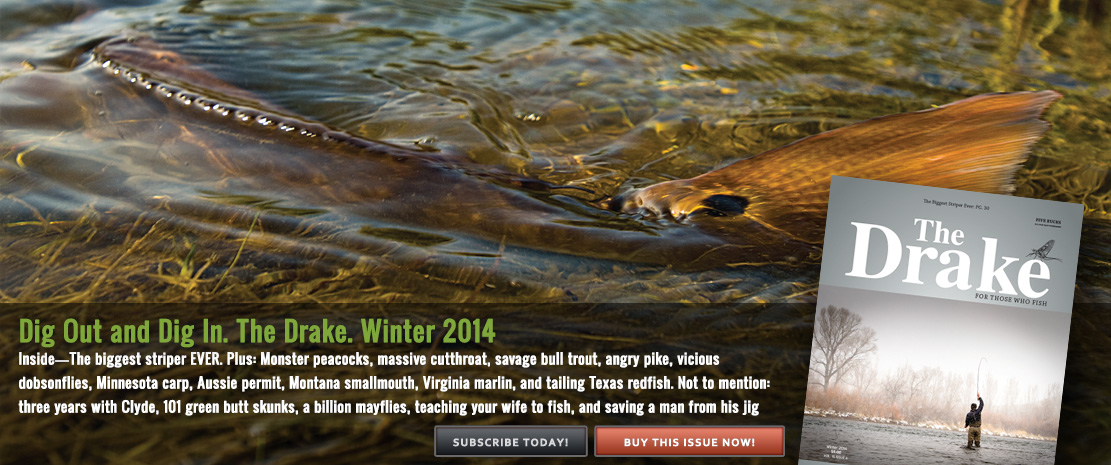 Dig Out and Dig In. The Drake. Winter 2014
Inside—The biggest striper EVER. Plus: Monster peacocks, massive cutthroat, savage bull trout, angry pike, vicious
dobsonflies, Minnesota carp, Aussie permit, Montana smallmouth, Virginia marlin, and tailing Texas redfish. Not to mention:
three years with Clyde, 101 green butt skunks, a billion mayflies, teaching your wife to fish, and saving a man from his jig
SUBSCRIBE TODAY!
BUY THIS ISSUE NOW!
The Biggest Striper Ever: PG.
The
Drake
FOR THOSE WHO FISH